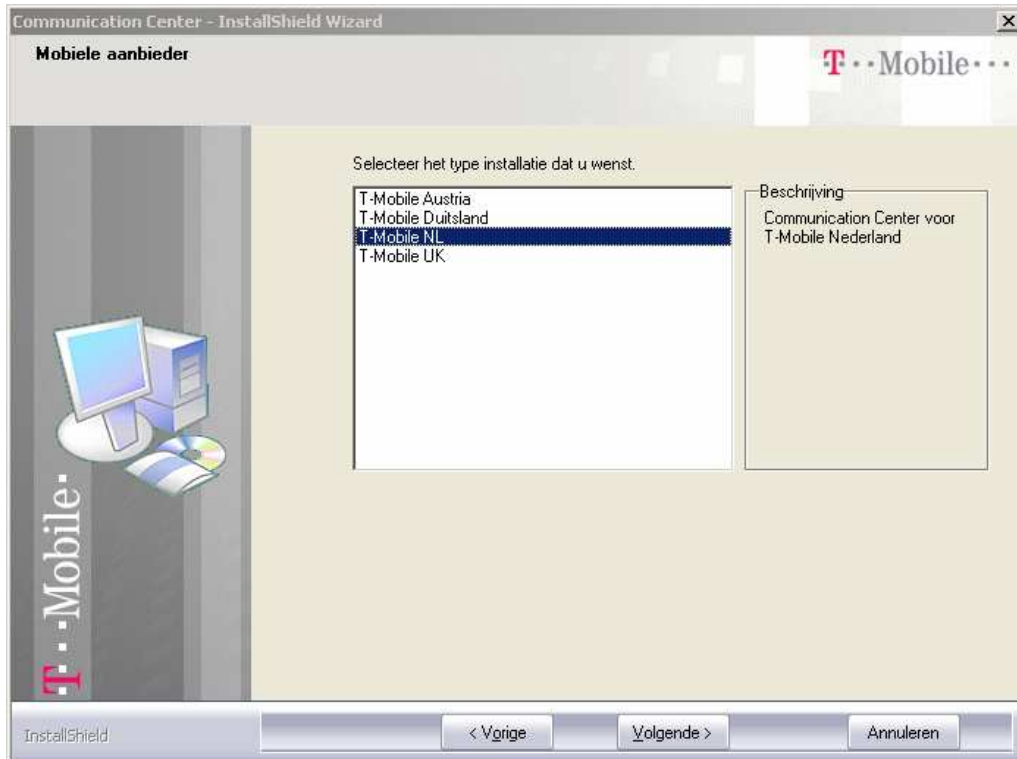 Communication Center - InstallShield Wizard
Mobiele aanbieder
T··Mobile···
Selecteer het type installatie dat u wenst.
T-Mobile Austria
T-Mobile Duitsland
T-Mobile NL
T-Mobile UK
Beschrijving
Communication Center voor
T-Mobile Nederland
T··Mobile·
InstallShield
< Vorige
Volgende >
Annuleren